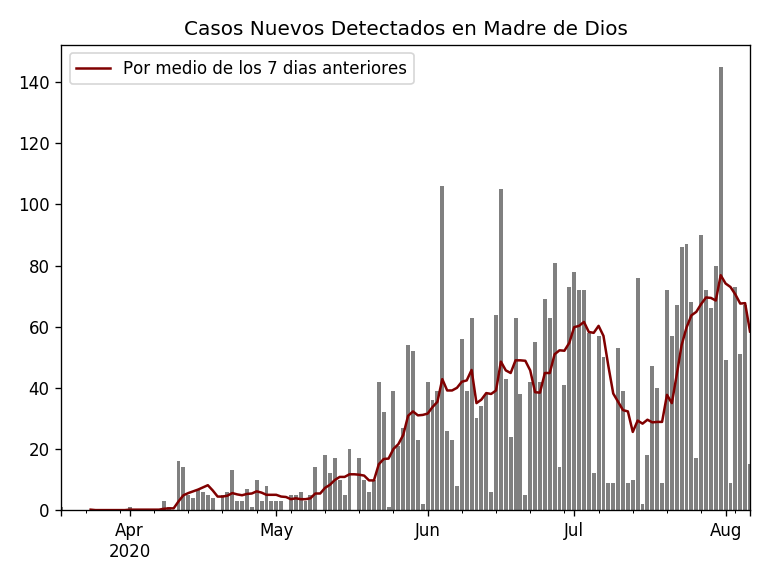 Casos Nuevos Detectados en Madre de Dios
Por medio de los 7 dias anteriores
140
120
100
80
60
40
20
0
Apr
2020
May
Jun
Jul
Aug